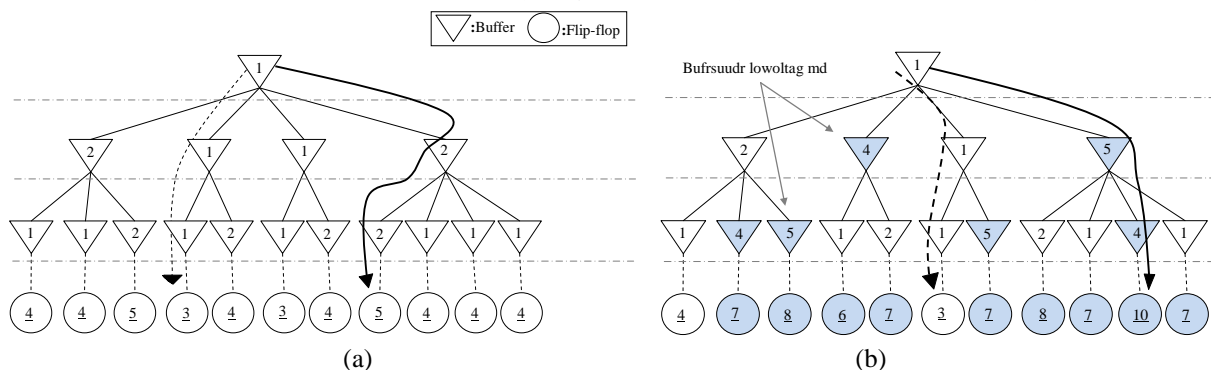 :Buffer :Flip-flop
1
2 1 1 2
1 1 2 1 2 1 2 2 1 1 1
4 4 5 3 4 3 4 5 4 4 4
(a)
Bufrsuudr lowoltag md
1
2 4 1 5
1 4 5 1 2 1 5 2 1 4 1
4 7 8 6 7 3 7 8 7 10 7
(b)